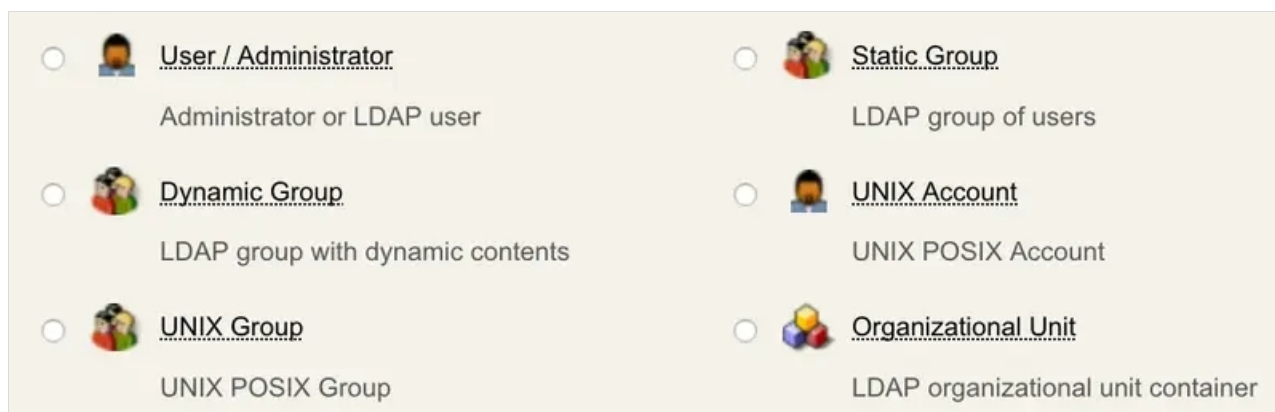 User / Administrator
Administrator or LDAP user
Static Group
LDAP group of users
Dynamic Group
LDAP group with dynamic contents
UNIX Account
UNIX POSIX Account
UNIX Group
UNIX POSIX Group
Organizational Unit
LDAP organizational unit container